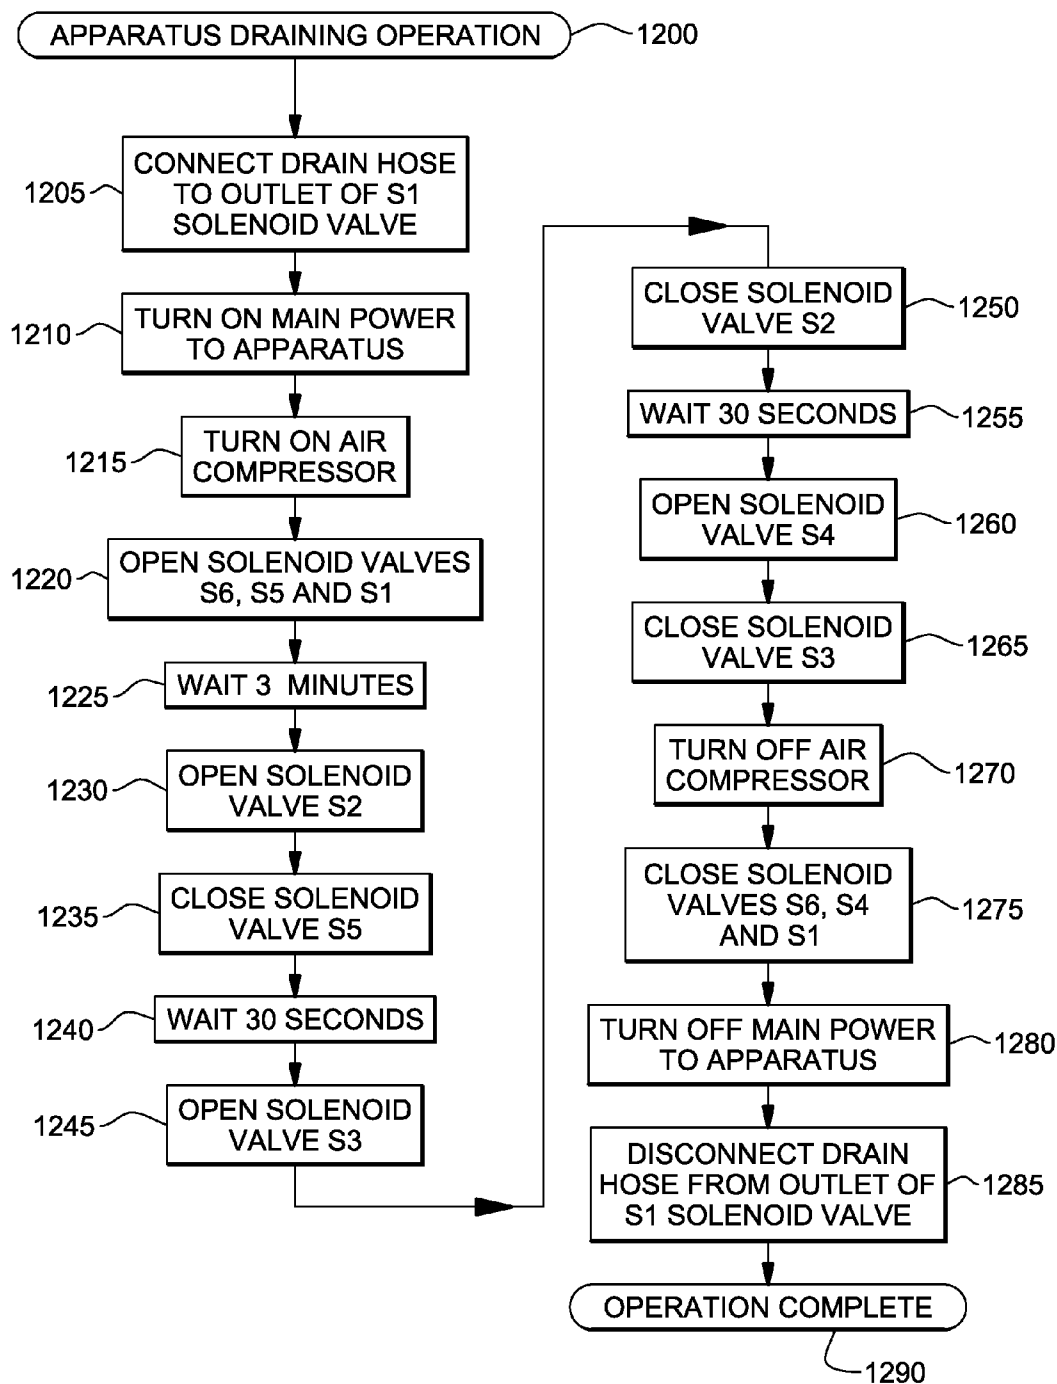 APPARATUS DRAINING OPERATION
1200
CONNECT DRAIN HOSE
TO OUTLET OF S1
SOLENOID VALVE
1205
TURN ON MAIN POWER
TO APPARATUS
1210
TURN ON AIR
COMPRESSOR
1215
OPEN SOLENOID VALVES
S6, S5 AND S1
1220
WAIT 3 MINUTES
1225
OPEN SOLENOID
VALVE S2
1230
CLOSE SOLENOID
VALVE S5
1235
WAIT 30 SECONDS
1240
OPEN SOLENOID
VALVE S3
1245
CLOSE SOLENOID
VALVE S2
1250
WAIT 30 SECONDS
1255
OPEN SOLENOID
VALVE S4
1260
CLOSE SOLENOID
VALVE S3
1265
TURN OFF AIR
COMPRESSOR
1270
CLOSE SOLENOID
VALVES S6, S4
AND S1
1275
TURN OFF MAIN POWER
TO APPARATUS
1280
DISCONNECT DRAIN
HOSE FROM OUTLET OF
S1 SOLENOID VALVE
1285
OPERATION COMPLETE
1290